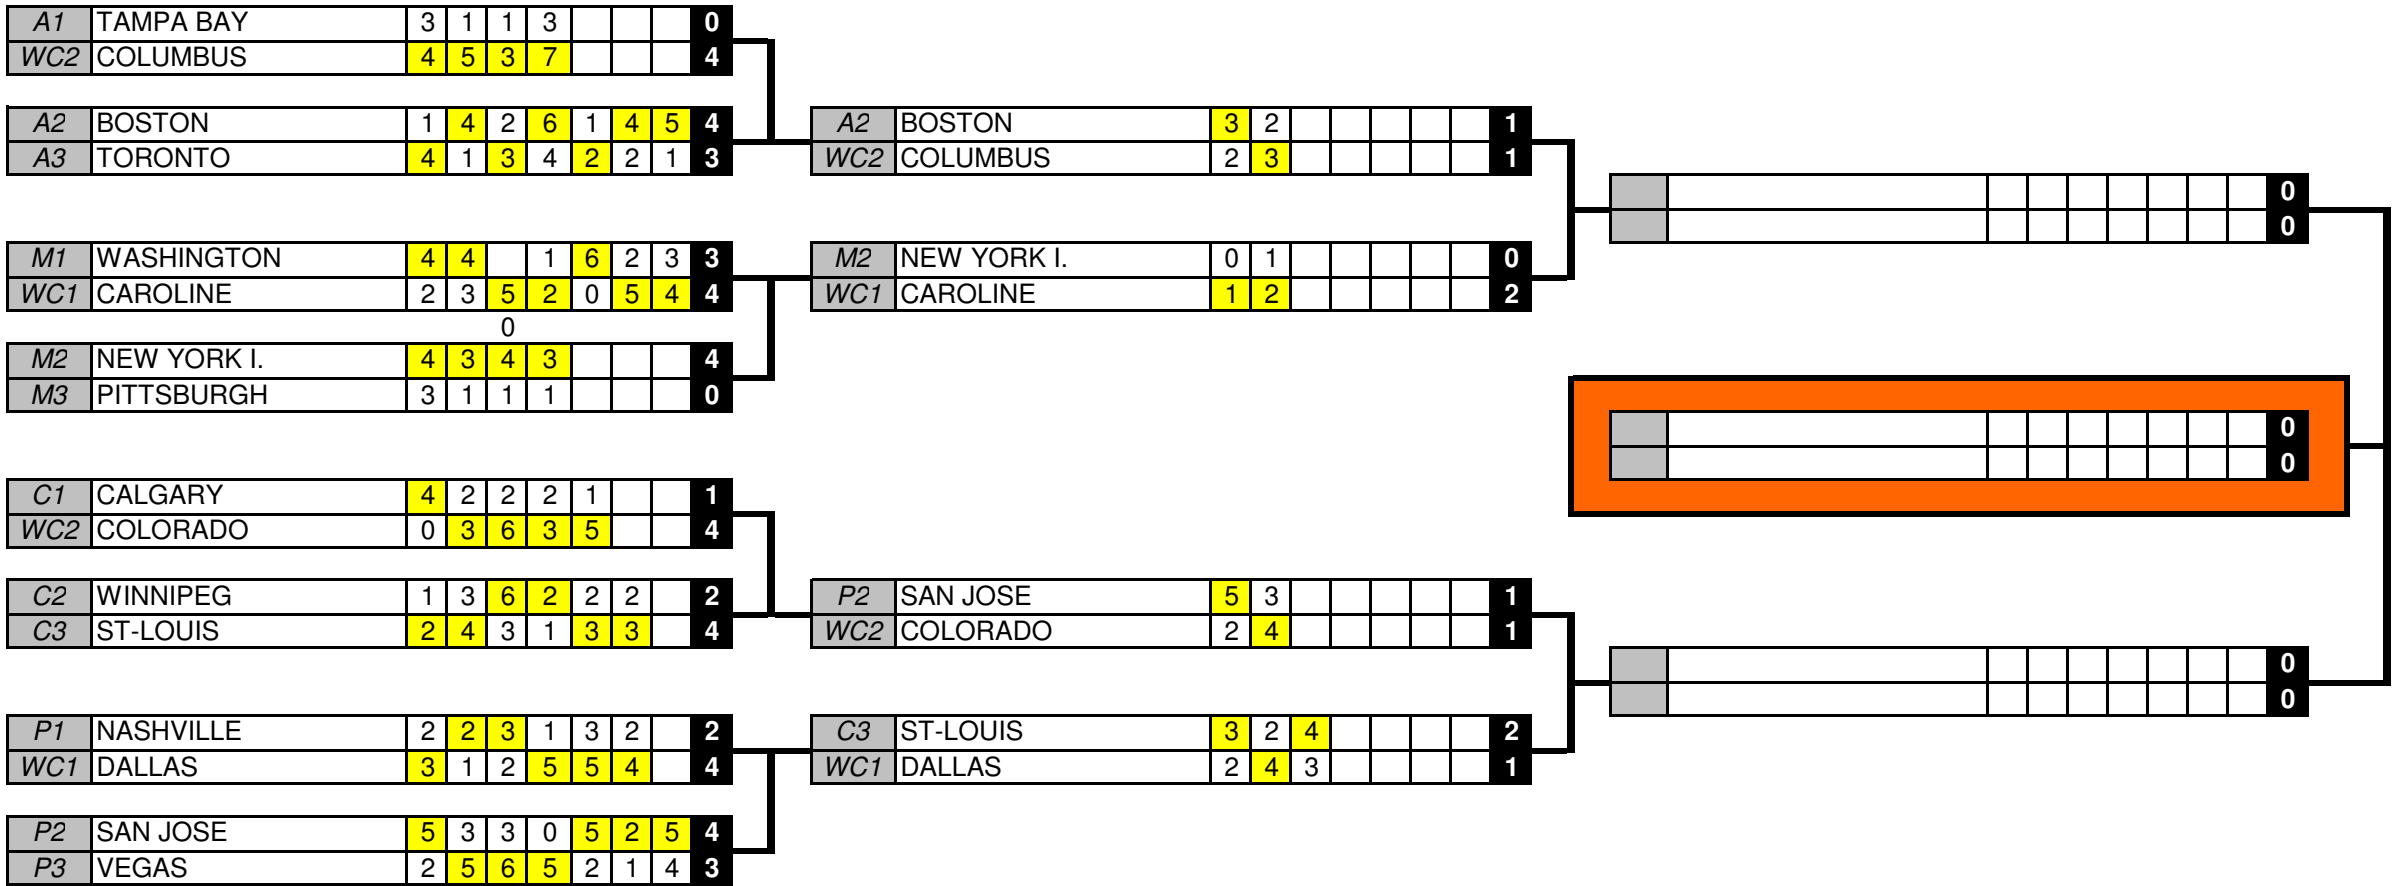 A1 TAMPA BAY 3 1 1 3 0
WC2 COLUMBUS 4 5 3 7 4
A2 BOSTON 1 4 2 6 1 4 5 4 A2 BOSTON 3 2 1
A3 TORONTO 4 1 3 4 2 2 1 3 WC2 COLUMBUS 2 3 1
0
0
M1 WASHINGTON 4 4 1 6 2 3 3 M2 NEW YORK I. 0 1 0
WC1 CAROLINE 2 3 5 2 0 5 4 4 WC1 CAROLINE 1 2 2
0
M2 NEW YORK I. 4 3 4 3 4
M3 PITTSBURGH 3 1 1 1 0
0
0
C1 CALGARY 4 2 2 2 1 1
WC2 COLORADO 0 3 6 3 5 4
C2 WINNIPEG 1 3 6 2 2 2 2 P2 SAN JOSE 5 3 1
C3 ST-LOUIS 2 4 3 1 3 3 4 WC2 COLORADO 2 4 1
0
0
P1 NASHVILLE 2 2 3 1 3 2 2 C3 ST-LOUIS 3 2 4 2
WC1 DALLAS 3 1 2 5 5 4 4 WC1 DALLAS 2 4 3 1
P2 SAN JOSE 5 3 3 0 5 2 5 4
P3 VEGAS 2 5 6 5 2 1 4 3